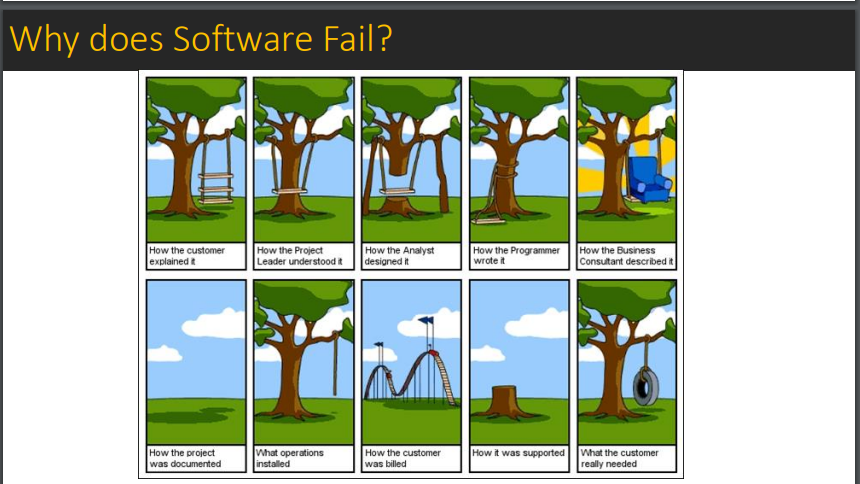 Why does Software Fail?
How the customer
explained it
How the Project
Leader understood it
How the Analyst
designed it
How the Programmer
wrote it
How the Business
Consultant described it
How the project
was documented
What operations
installed
How the customer
was billed
How it was supported
What the customer
really needed